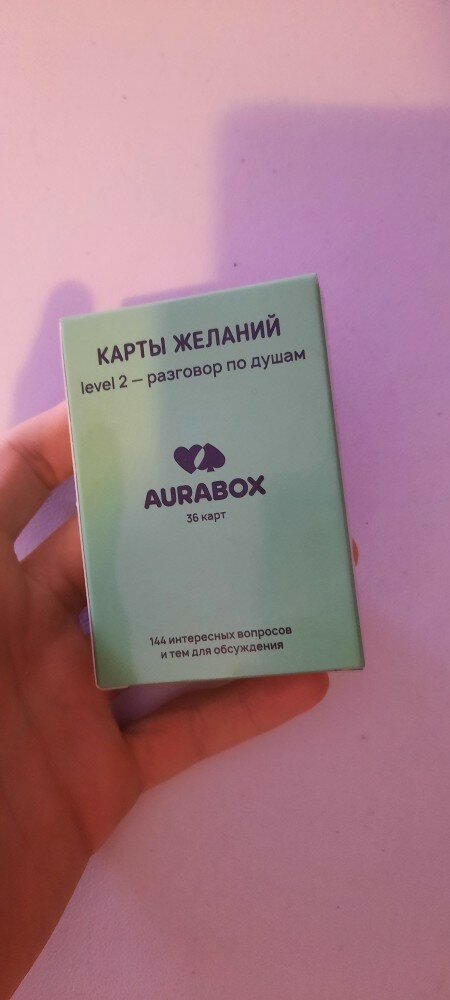 КАРТЫ ЖЕЛАНИЙ
level 2 – разговор по душам
AURABOX
36 карт
144 интересных вопросов
и тем для обсуждения